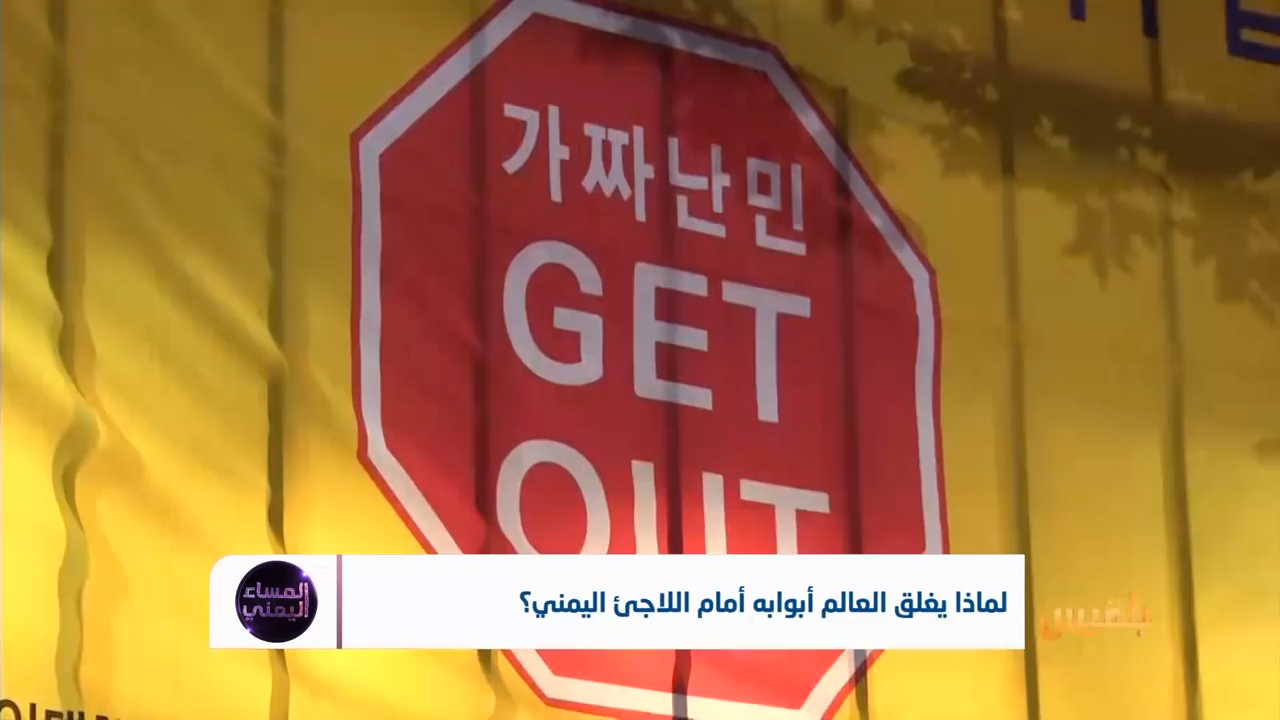 가짜난민
GET
OUT
لماذا يغلق العالم أبوابه أمام اللاجئ اليمني؟
المساء
اليمني
بلقيس